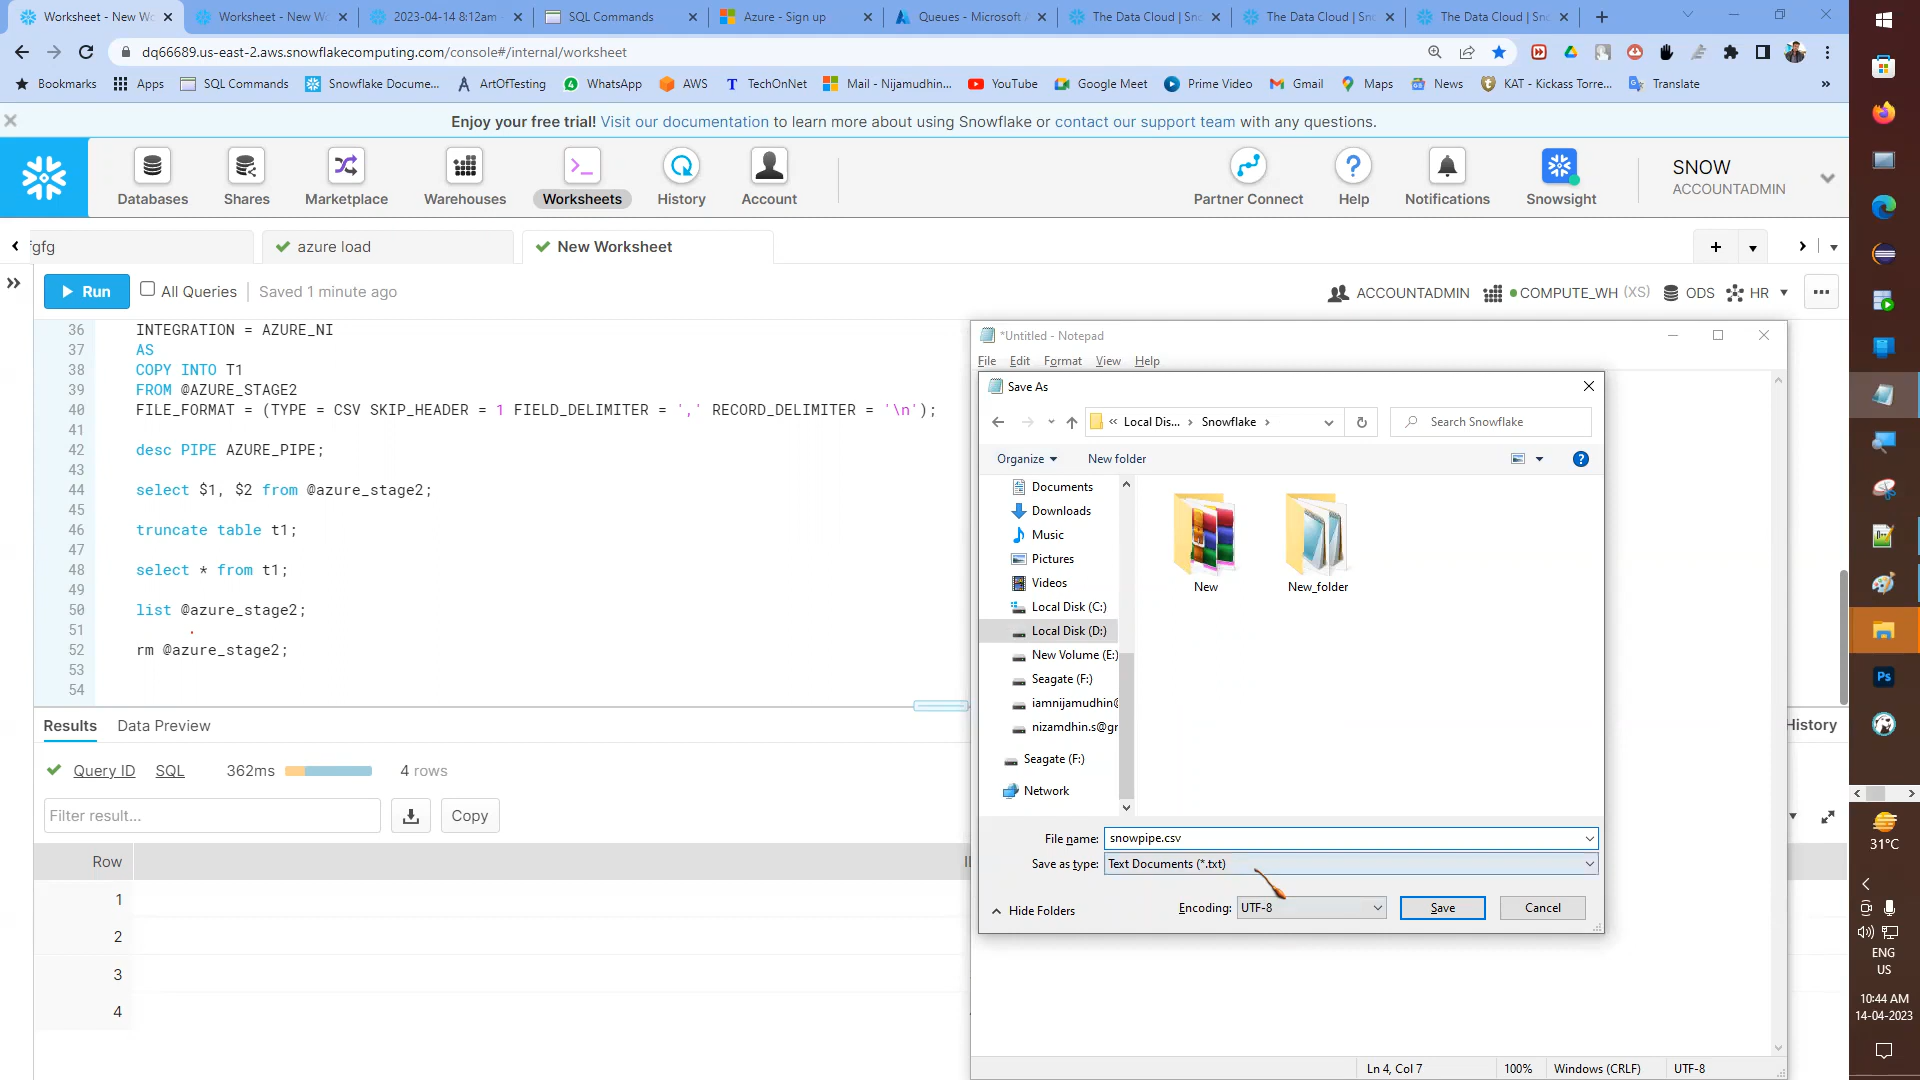 Worksheet - New Wo
Worksheet - New Wo
2023-04-14 8:12am
SQL Commands
Azure - Sign up
Queues - Microsoft A
The Data Cloud | Sno
The Data Cloud | Sno
The Data Cloud | Sno
dq66689.us-east-2.aws.snowflakecomputing.com/console#/internal/worksheet
Bookmarks
Apps
SQL Commands
Snowflake Docume...
ArtOfTesting
WhatsApp
AWS
TechOnNet
Mail - Nijamudhin...
YouTube
Google Meet
Prime Video
Gmail
Maps
News
KAT - Kickass Torre...
Translate
»
Enjoy your free trial! Visit our documentation to learn more about using Snowflake or contact our support team with any questions.
Databases
Shares
Marketplace
Warehouses
Worksheets
History
Account
Partner Connect
Help
Notifications
Snowsight
SNOW
ACCOUNTADMIN
fgfg
azure load
New Worksheet
Run
All Queries
Saved 1 minute ago
ACCOUNTADMIN
COMPUTE_WH (XS)
ODS
HR
36 INTEGRATION = AZURE_NI
37 AS
38 COPY INTO T1
39 FROM @AZURE_STAGE2
40 FILE_FORMAT = (TYPE = CSV SKIP_HEADER = 1 FIELD_DELIMITER = ',' RECORD_DELIMITER = '\n');
41
42 desc PIPE AZURE_PIPE;
43
44 select $1, $2 from @azure_stage2;
45
46 truncate table t1;
47
48 select * from t1;
49
50 list @azure_stage2;
51
52 rm @azure_stage2;
53
54
Results
Data Preview
History
Query ID
SQL
362ms
4 rows
Filter result...
Copy
Row
1
2
3
4
*Untitled - Notepad
File
Edit
Format
View
Help
Save As
« Local Dis... › Snowflake ›
Search Snowflake
Organize
New folder
Documents
Downloads
Music
Pictures
Videos
Local Disk (C:)
Local Disk (D:)
New Volume (E:)
Seagate (F:)
iamnijamudhin@
nizamdhin.s@gr
Seagate (F:)
Network
New
New_folder
File name: snowpipe.csv
Save as type: Text Documents (*.txt)
Hide Folders
Encoding: UTF-8
Save
Cancel
Ln 4, Col 7
100%
Windows (CRLF)
UTF-8
Ps
31°C
ENG
US
10:44 AM
14-04-2023